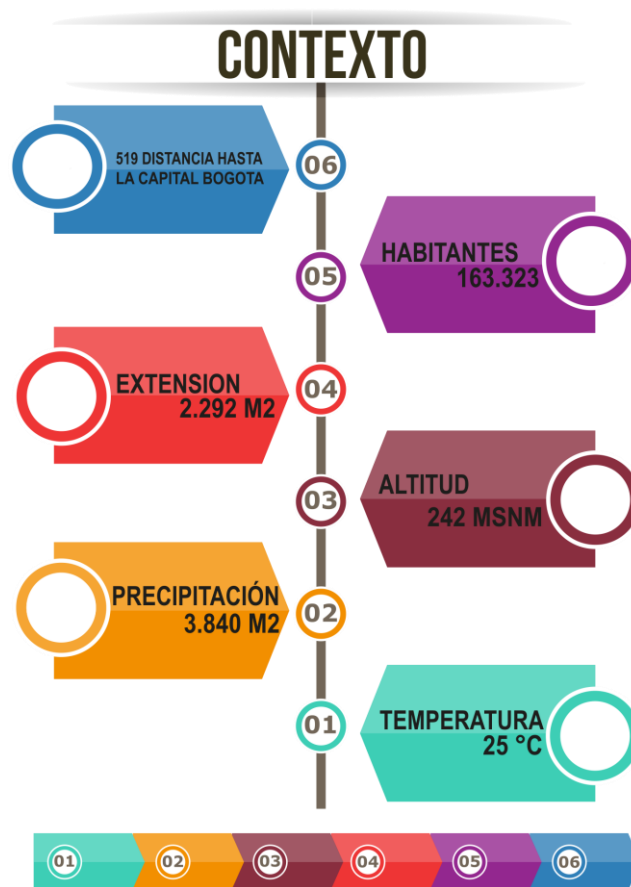 CONTEXTO
519 DISTANCIA HASTA
LA CAPITAL BOGOTA
06
HABITANTES
163.323
05
EXTENSION
2.292 M2
04
ALTITUD
242 MSNM
03
PRECIPITACIÓN
3.840 M2
02
TEMPERATURA
25 °C
01
01 02 03 04 05 06